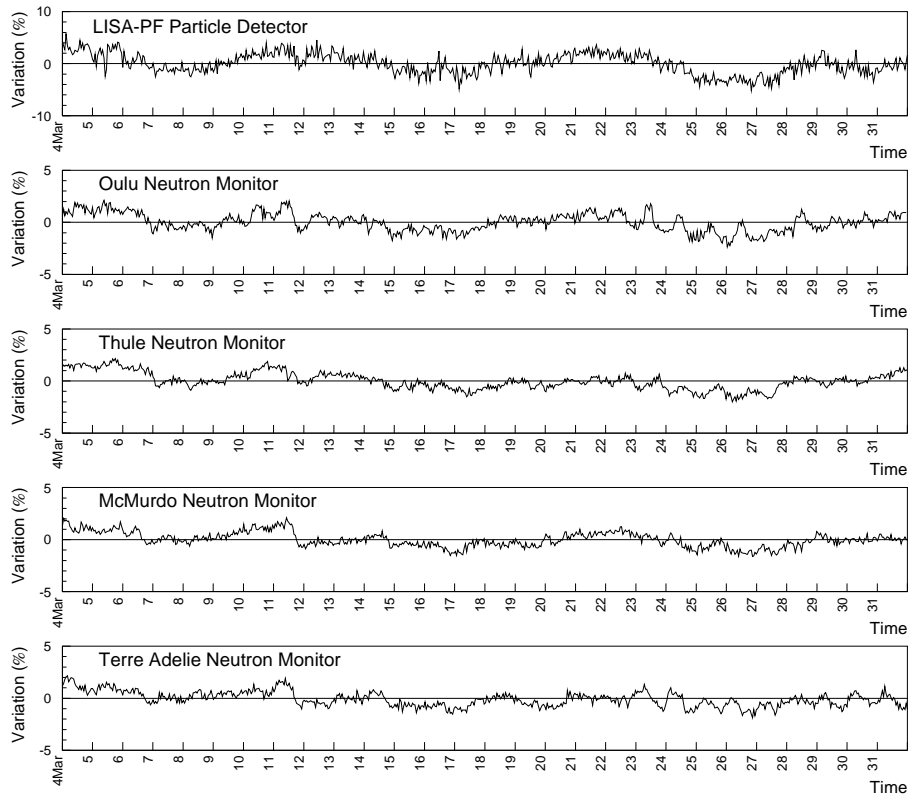 LISA-PF Particle Detector
Variation (%)
10
0
-10
4Mar 5 6 7 8 9 10 11 12 13 14 15 16 17 18 19 20 21 22 23 24 25 26 27 28 29 30 31
Time
Oulu Neutron Monitor
Variation (%)
5
0
-5
4Mar 5 6 7 8 9 10 11 12 13 14 15 16 17 18 19 20 21 22 23 24 25 26 27 28 29 30 31
Time
Thule Neutron Monitor
Variation (%)
5
0
-5
4Mar 5 6 7 8 9 10 11 12 13 14 15 16 17 18 19 20 21 22 23 24 25 26 27 28 29 30 31
Time
McMurdo Neutron Monitor
Variation (%)
5
0
-5
4Mar 5 6 7 8 9 10 11 12 13 14 15 16 17 18 19 20 21 22 23 24 25 26 27 28 29 30 31
Time
Terre Adelie Neutron Monitor
Variation (%)
5
0
-5
4Mar 5 6 7 8 9 10 11 12 13 14 15 16 17 18 19 20 21 22 23 24 25 26 27 28 29 30 31
Time